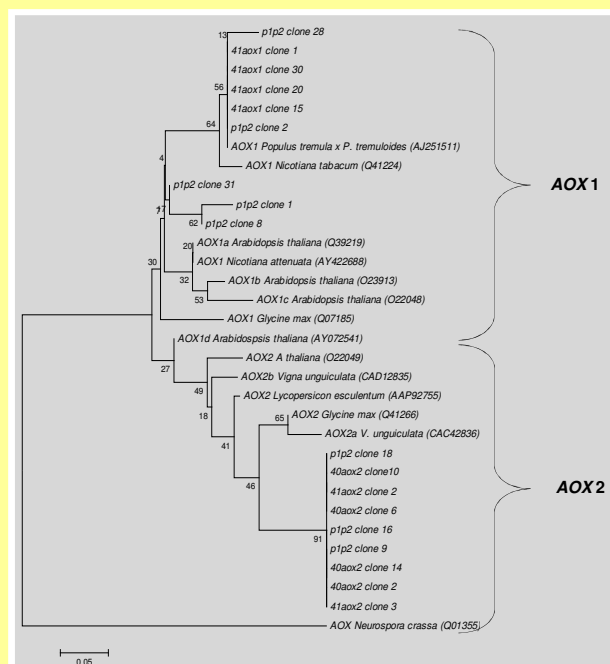 13
p1p2 clone 28
41aox1 clone 1
41aox1 clone 30
41aox1 clone 20
56
41aox1 clone 15
64
p1p2 clone 2
AOX1 Populus tremula x P. tremuloides (AJ251511)
AOX1 Nicotiana tabacum (Q41224)
4
p1p2 clone 31
AOX 1
p1p2 clone 1
17
7
62
p1p2 clone 8
20
AOX1a Arabidopsis thaliana (Q39219)
30
AOX1 Nicotiana attenuata (AY422688)
32
AOX1b Arabidopsis thaliana (O23913)
53
AOX1c Arabidopsis thaliana (O22048)
AOX1 Glycine max (Q07185)
AOX1d Arabidospsis thaliana (AY072541)
27
AOX2 A thaliana (O22049)
49
AOX2b Vigna unguiculata (CAD12835)
18
AOX2 Lycopersicon esculentum (AAP92755)
65
AOX2 Glycine max (Q41266)
41
AOX2a V. unguiculata (CAC42836)
p1p2 clone 18
46
40aox2 clone10
41aox2 clone 2
AOX 2
40aox2 clone 6
p1p2 clone 16
91
p1p2 clone 9
40aox2 clone 14
40aox2 clone 2
41aox2 clone 3
AOX Neurospora crassa (Q01355)
0.05